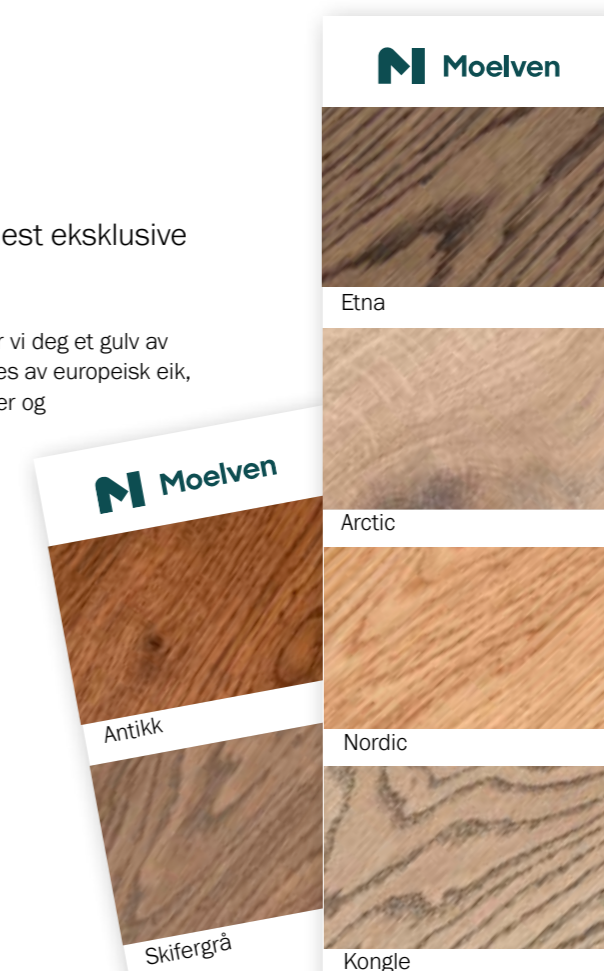 est eksklusive
vi deg et gulv av
es av europeisk eik,
er og
Moelven
Antikk
Skifergrå
Moelven
Etna
Arctic
Nordic
Kongle